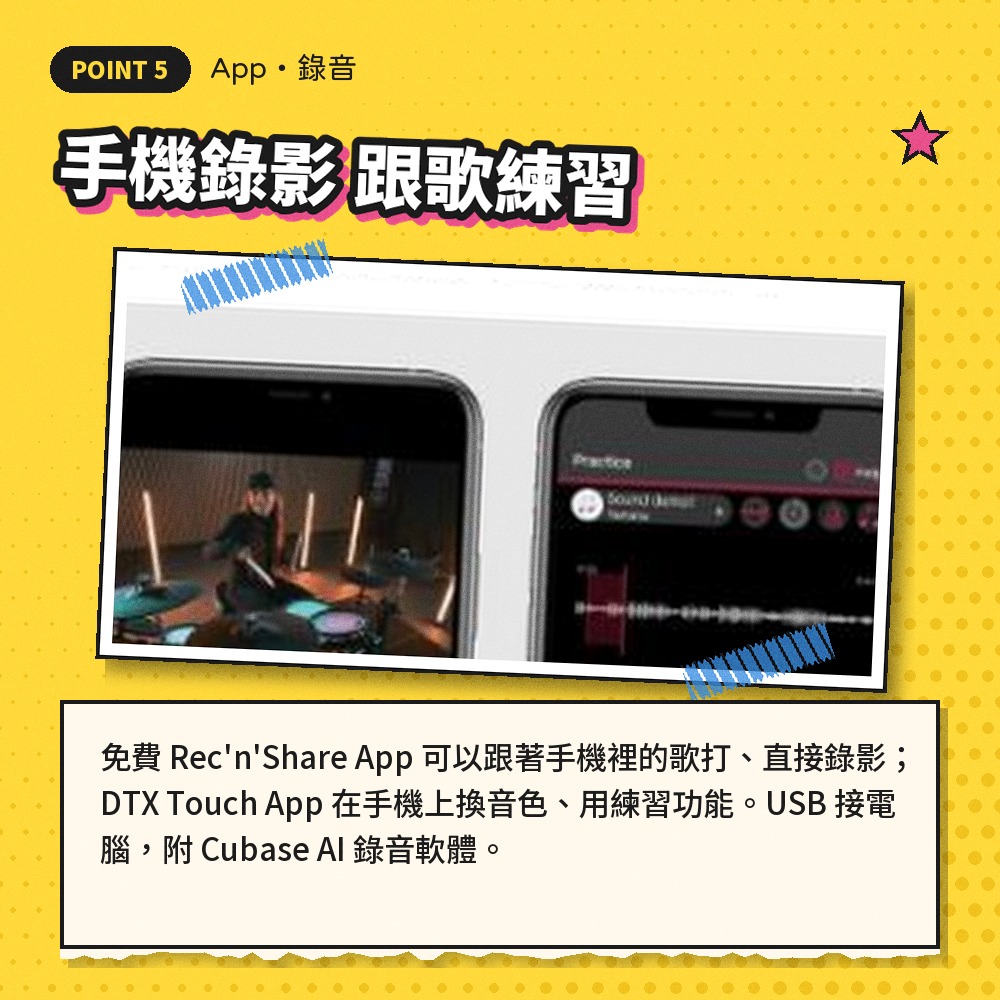 POINT 5
App・錄音
手機錄影 跟歌練習
Practice
免費 Rec'n'Share App 可以跟著手機裡的歌打、直接錄影；
DTX Touch App 在手機上換音色、用練習功能。USB 接電
腦，附 Cubase AI 錄音軟體。